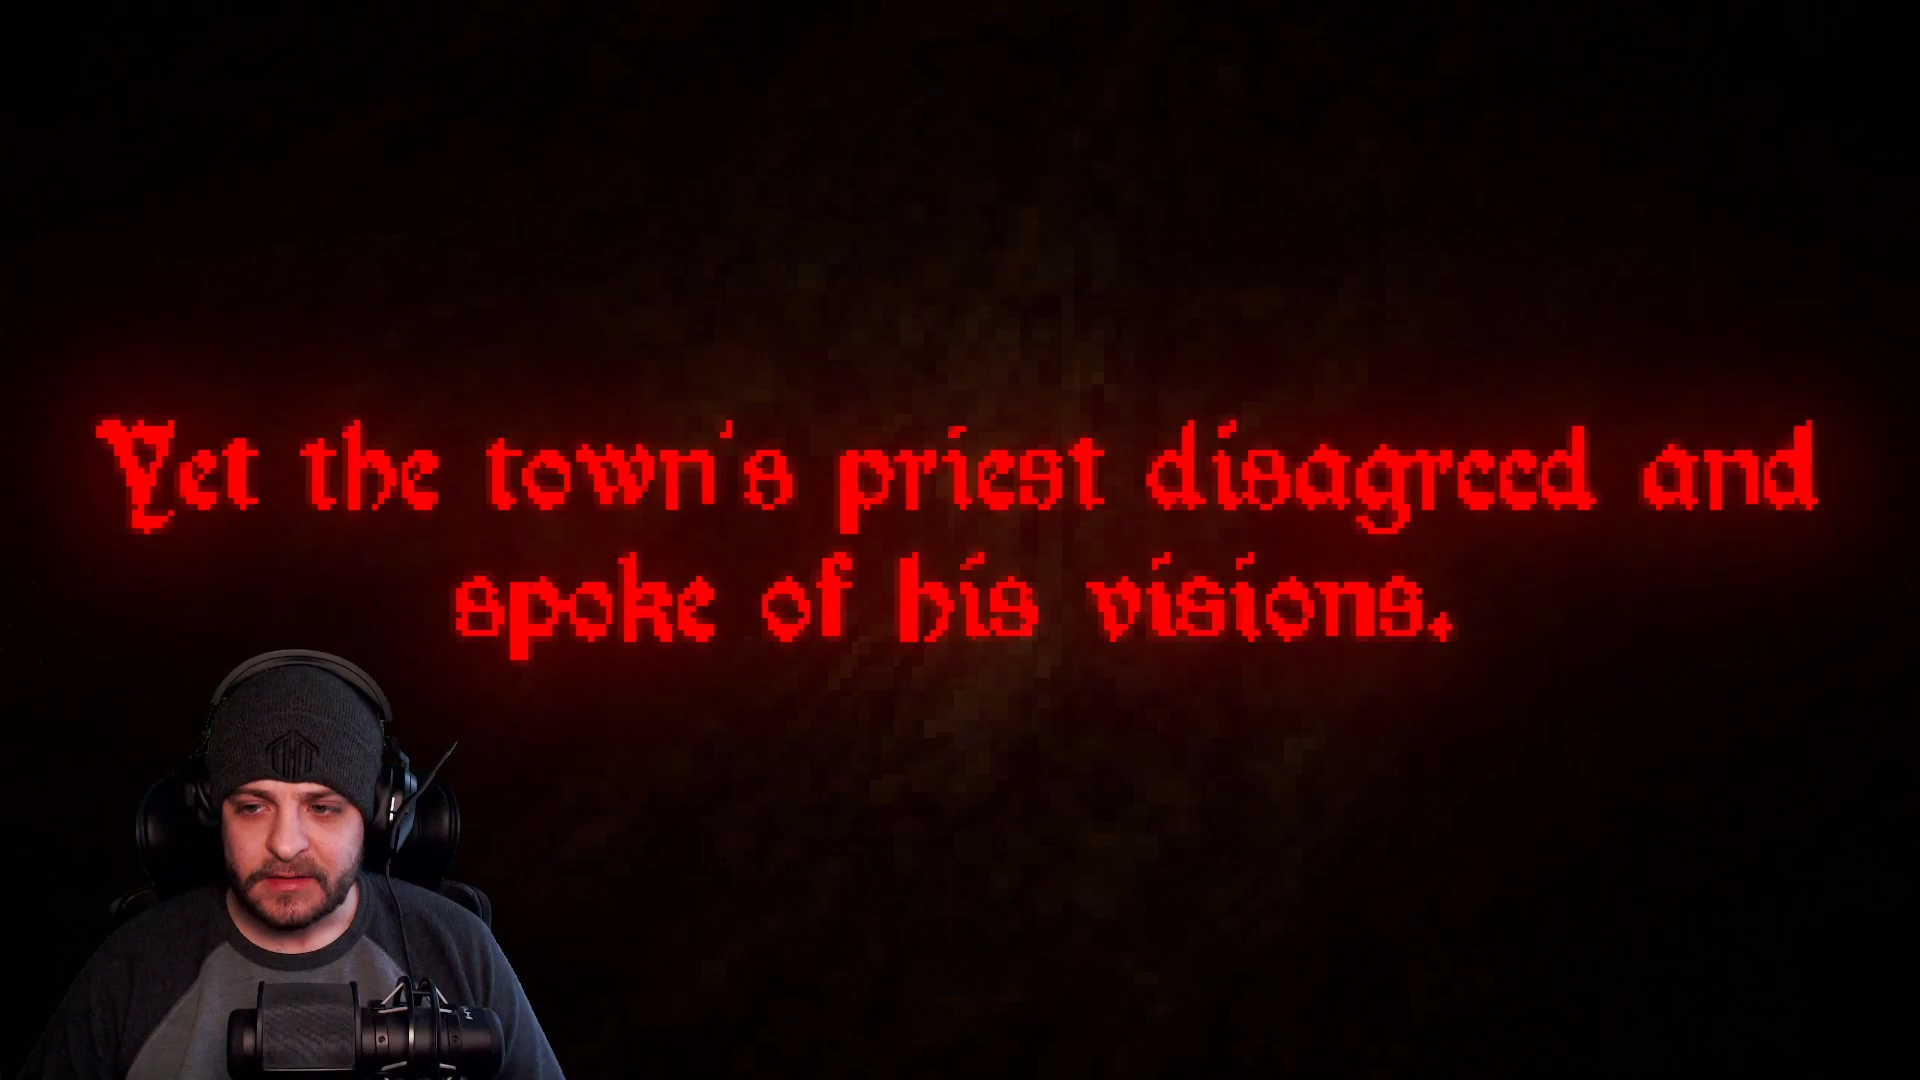 Yet the town's priest disagreed and
spoke of his visions.